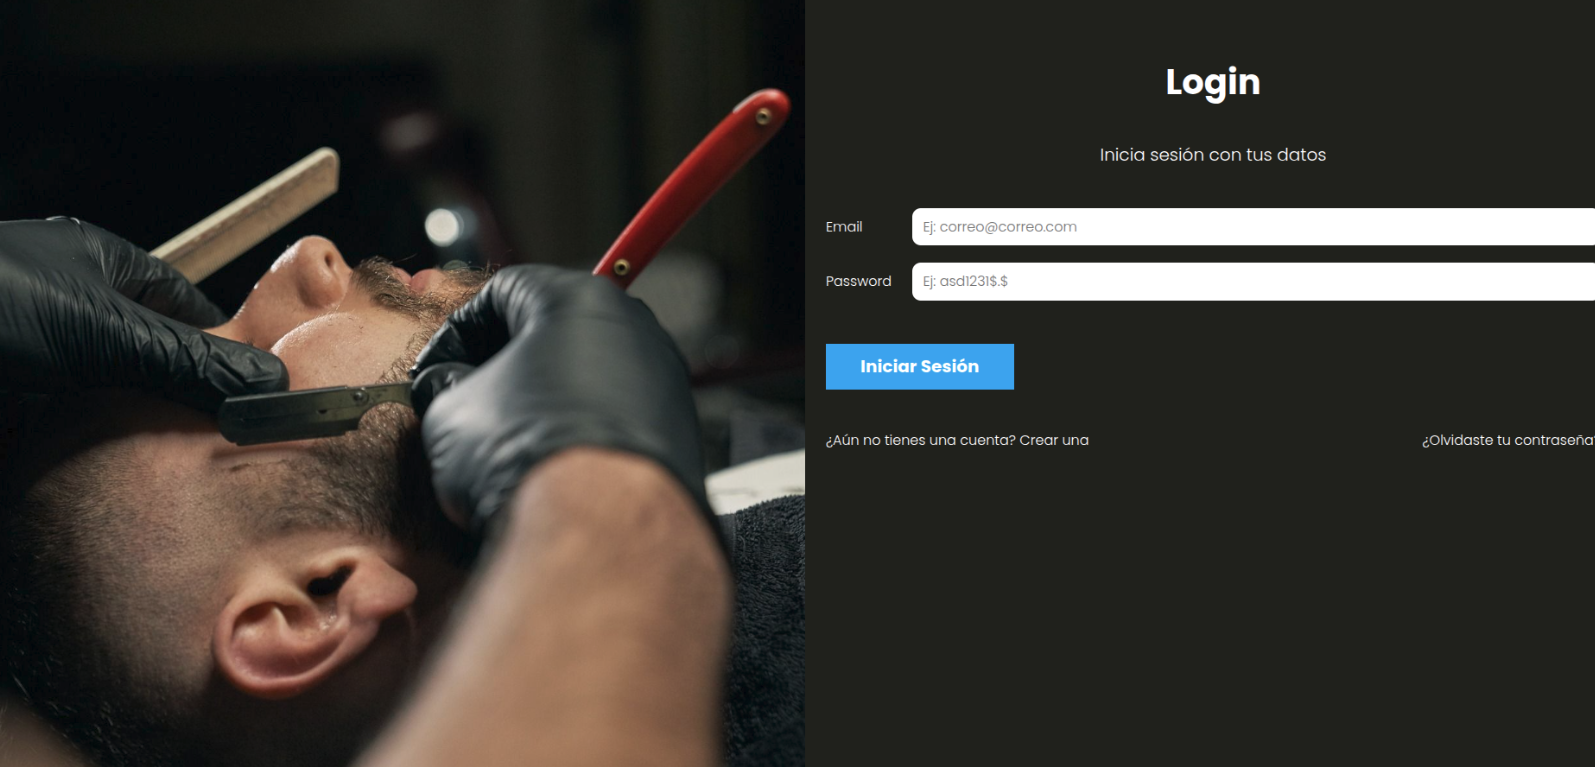 Login
Inicia sesión con tus datos
Email
Ej: correo@correo.com
Password
Ej: asd1231$.$
Iniciar Sesión
¿Aún no tienes una cuenta? Crear una
¿Olvidaste tu contraseña?